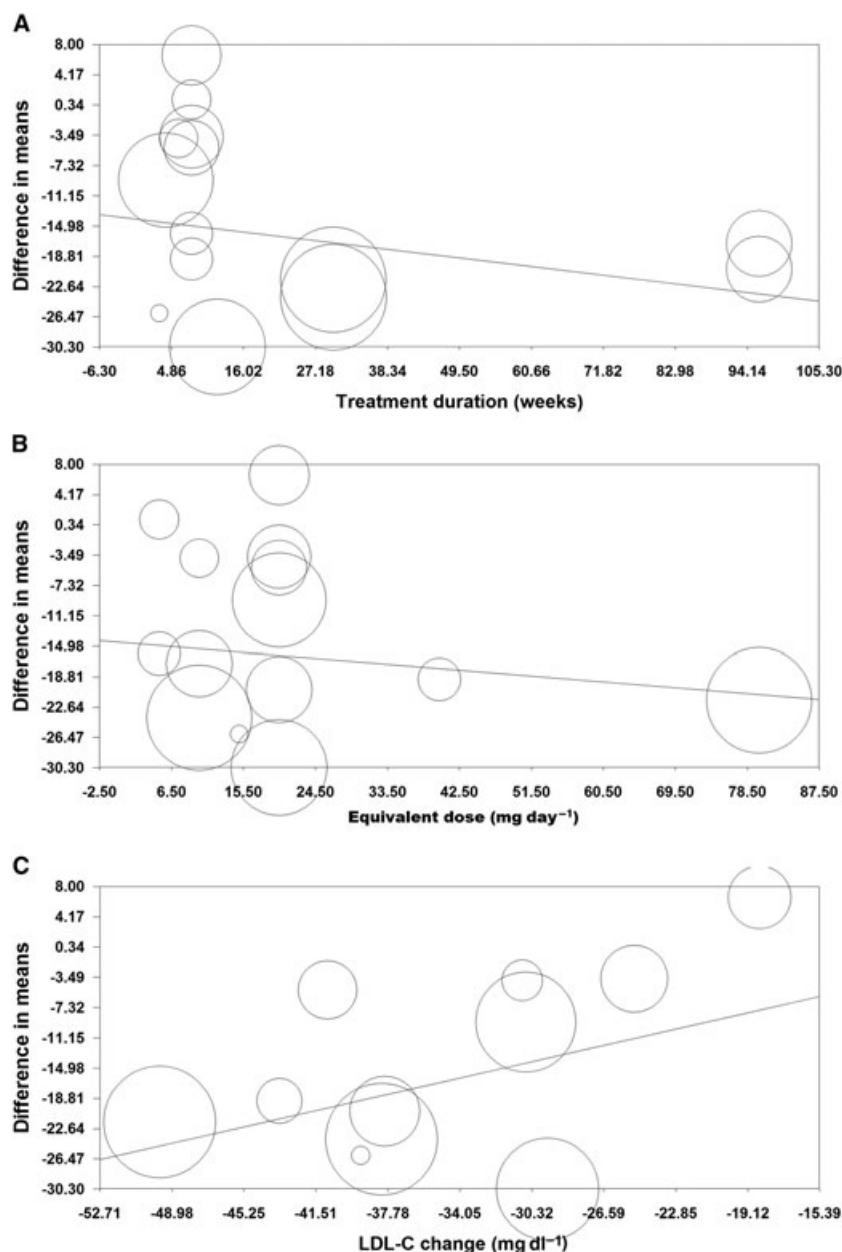 A
Difference in means
8.00
4.17
0.34
-3.49
-7.32
-11.15
-14.98
-18.81
-22.64
-26.47
-30.30
-6.30 4.86 16.02 27.18 38.34 49.50 60.66 71.82 82.98 94.14 105.30
Treatment duration (weeks)
B
Difference in means
8.00
4.17
0.34
-3.49
-7.32
-11.15
-14.98
-18.81
-22.64
-26.47
-30.30
-2.50 6.50 15.50 24.50 33.50 42.50 51.50 60.50 69.50 78.50 87.50
Equivalent dose (mg day⁻¹)
C
Difference in means
8.00
4.17
0.34
-3.49
-7.32
-11.15
-14.98
-18.81
-22.64
-26.47
-30.30
-52.71 -48.98 -45.25 -41.51 -37.78 -34.05 -30.32 -26.59 -22.85 -19.12 -15.39
LDL-C change (mg dl⁻¹)